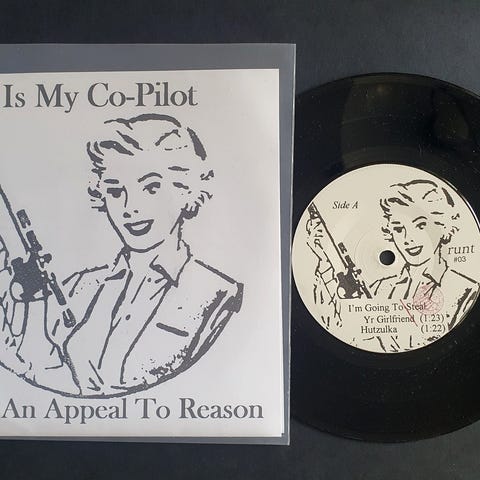 Is My Co-Pilot
An Appeal To Reason
Side A
runt
#03
I'm Going To Steal
Yr Girlfriend (1:23)
Hutzulka (1:22)